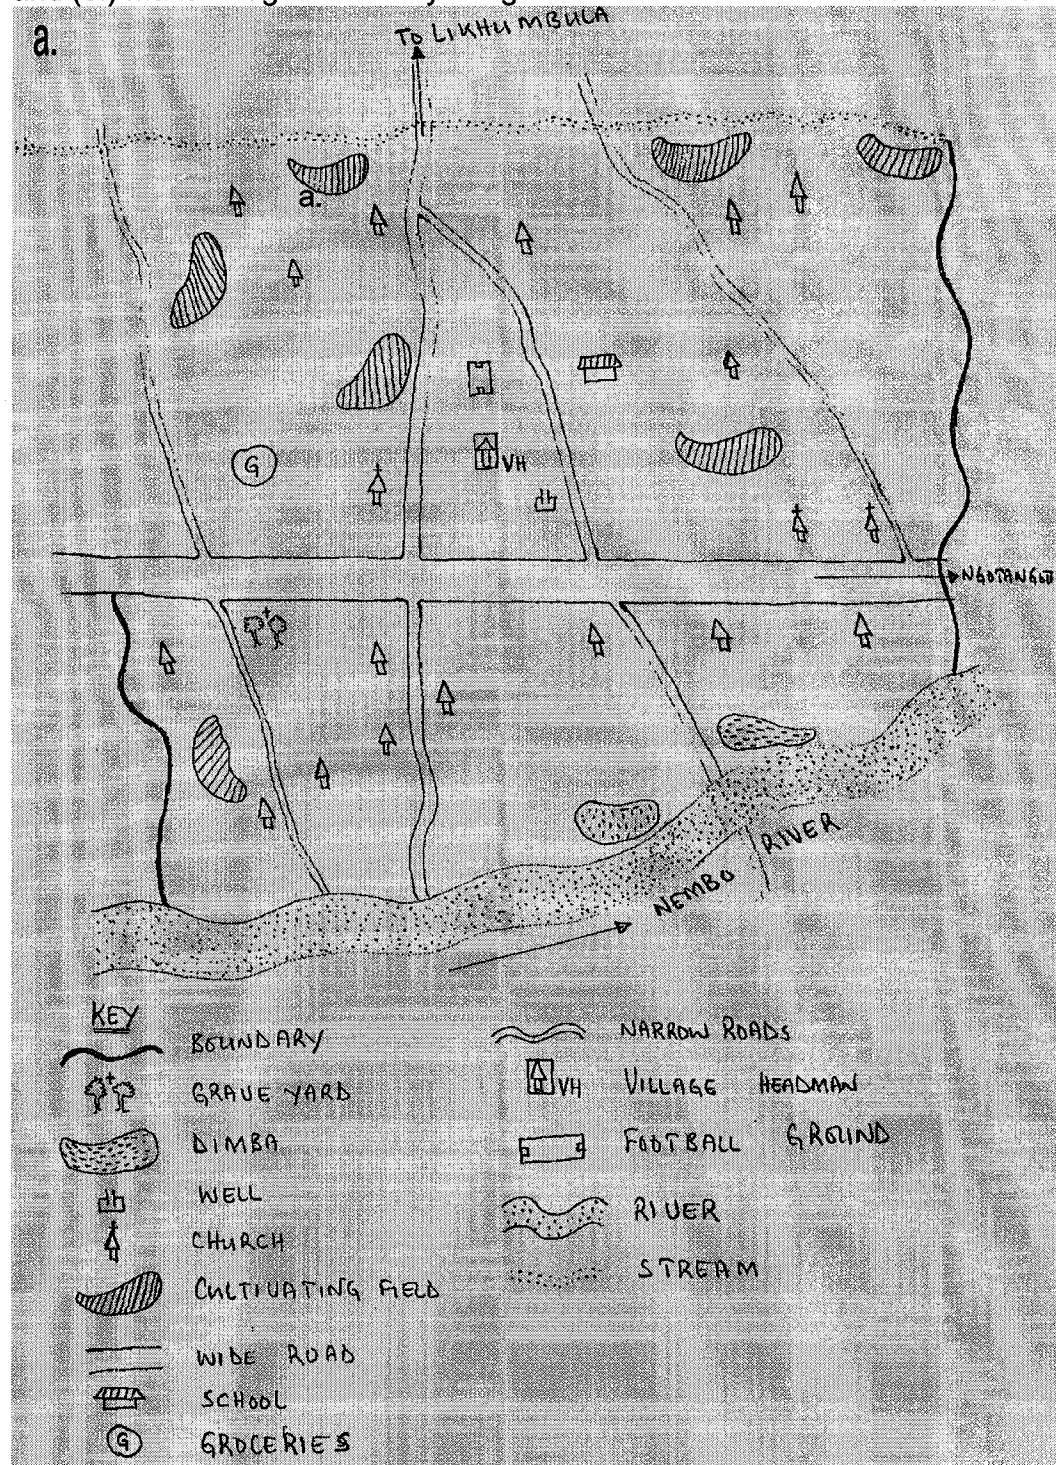 a.
TO LIKHUMBULA
a.
G
VH
NEMBO RIVER
KEY
BOUNDARY
GRAVE YARD
DIMBA
WELL
CHURCH
CULTIVATING FIELD
WIDE ROAD
SCHOOL
G GROCERIES
NARROW ROADS
VH VILLAGE HEADMAN
FOOTBALL GROUND
RIVER
STREAM